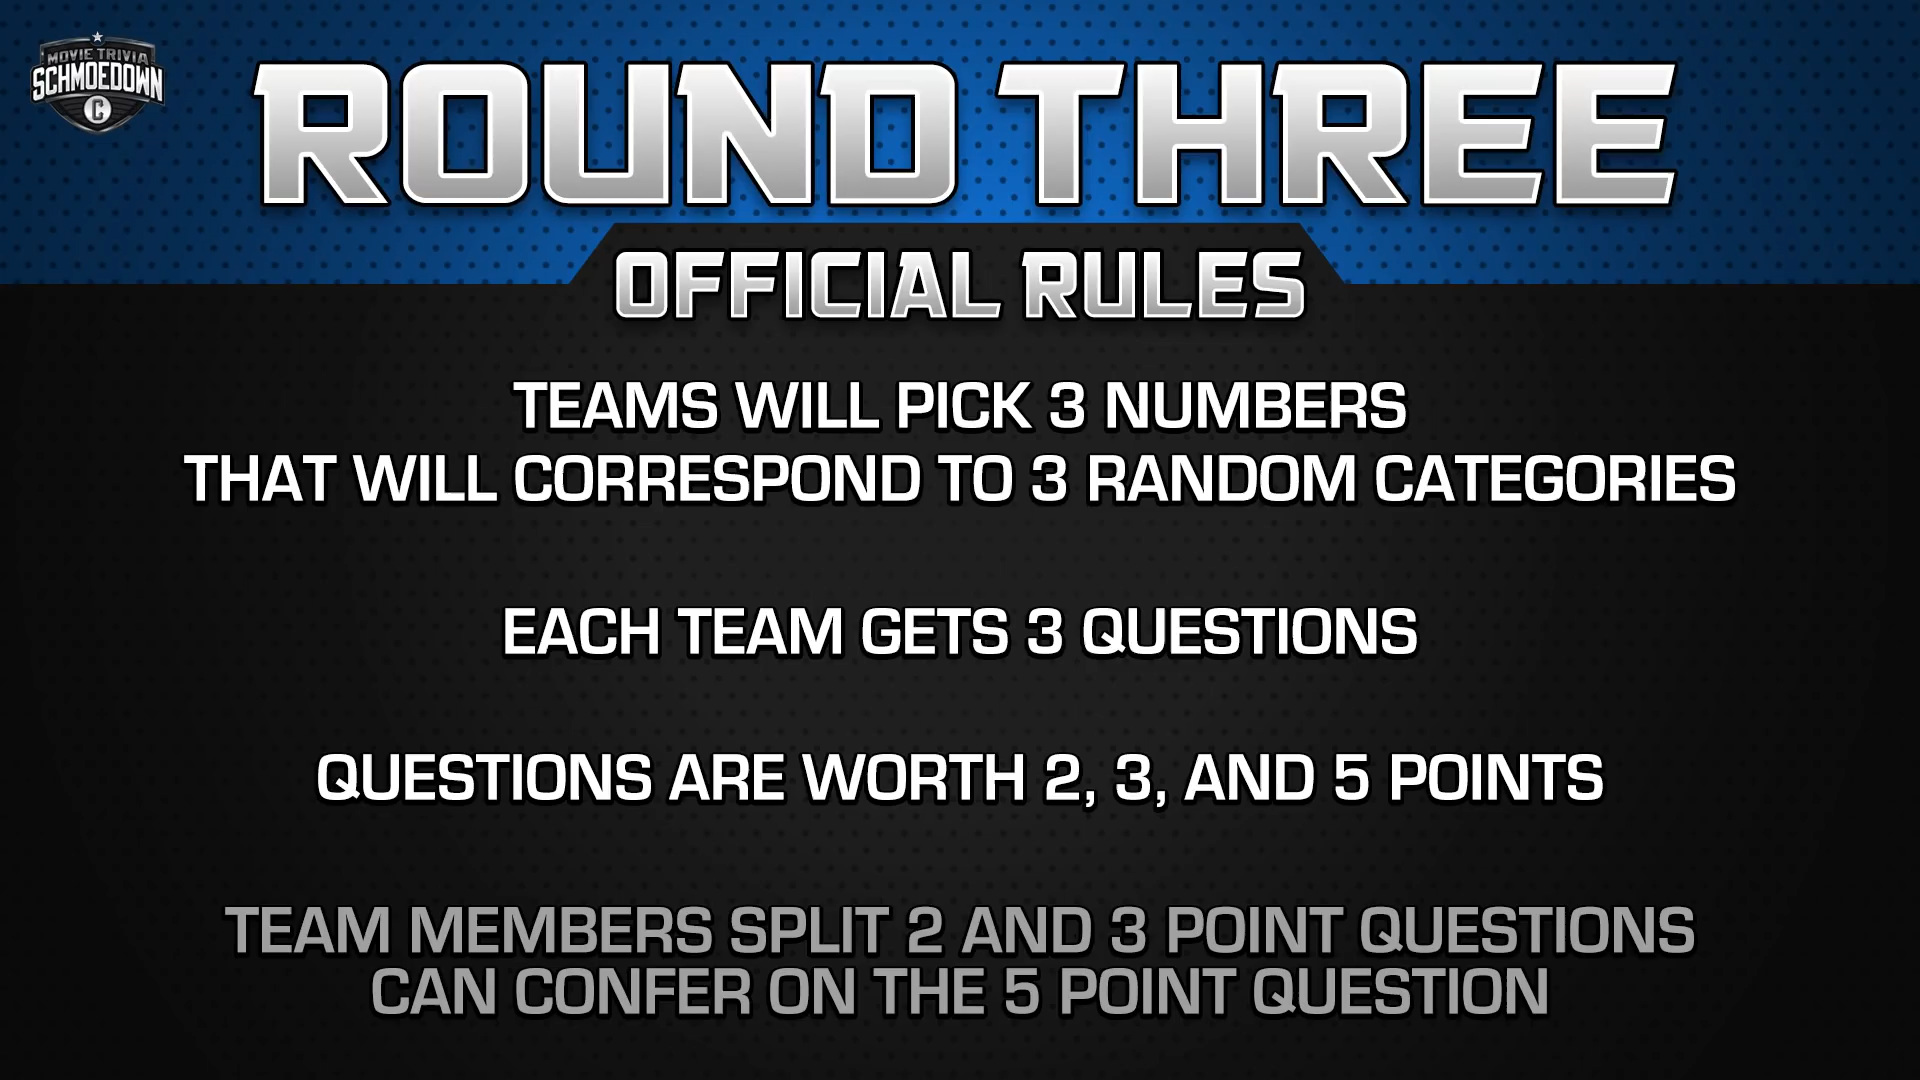 MOVIE TRIVIA
SCHMOEDOWN
C
ROUND THREE
OFFICIAL RULES
TEAMS WILL PICK 3 NUMBERS
THAT WILL CORRESPOND TO 3 RANDOM CATEGORIES
EACH TEAM GETS 3 QUESTIONS
QUESTIONS ARE WORTH 2, 3, AND 5 POINTS
TEAM MEMBERS SPLIT 2 AND 3 POINT QUESTIONS
CAN CONFER ON THE 5 POINT QUESTION